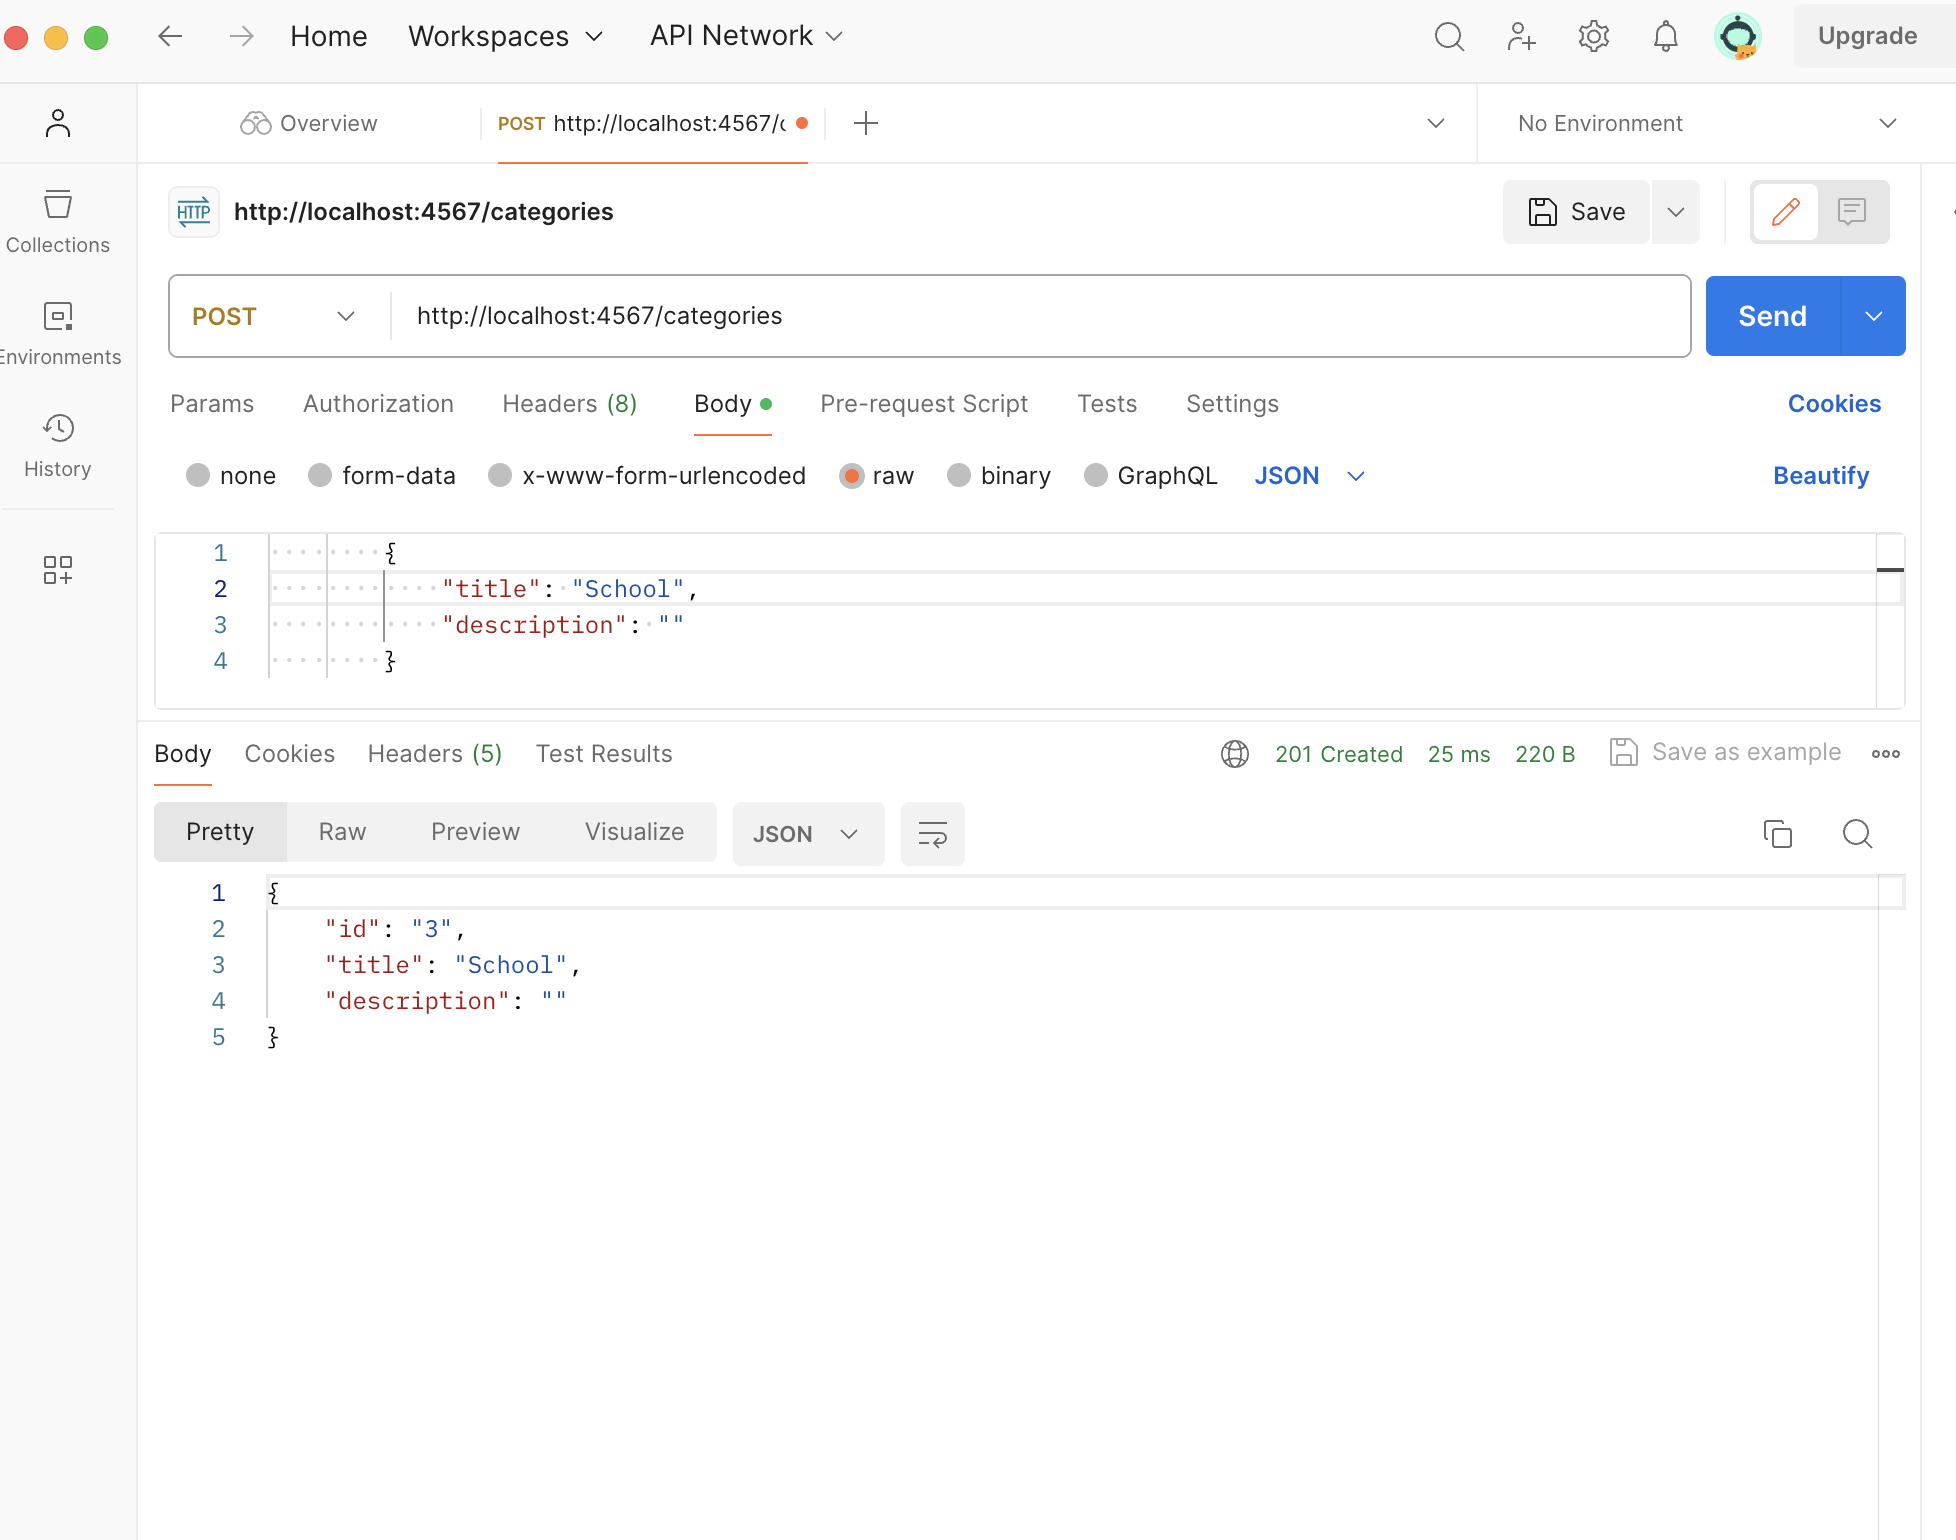 Home Workspaces API Network Upgrade
Overview POST http://localhost:4567/c No Environment
HTTP http://localhost:4567/categories Save
Collections
Environments
History
POST http://localhost:4567/categories Send
Params Authorization Headers (8) Body Pre-request Script Tests Settings Cookies
none form-data x-www-form-urlencoded raw binary GraphQL JSON Beautify
1 {
2 "title": "School",
3 "description": ""
4 }
Body Cookies Headers (5) Test Results 201 Created 25 ms 220 B Save as example
Pretty Raw Preview Visualize JSON
1 {
2 "id": "3",
3 "title": "School",
4 "description": ""
5 }